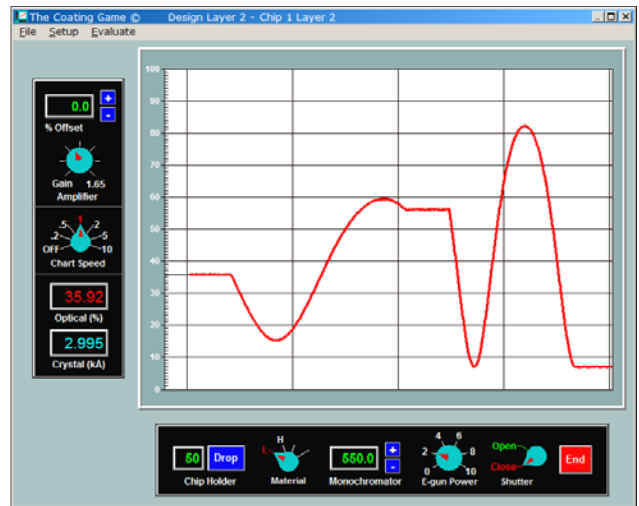 The Coating Game © Design Layer 2 - Chip 1 Layer 2
File Setup Evaluate
100
90
80
70
60
50
40
30
20
10
0
0.0 + -
% Offset
Gain 1.65
Amplifier
.5 1 2
.2 5
OFF 10
Chart Speed
35.92
Optical (%)
2.995
Crystal (kÅ)
50 Drop
Chip Holder
L H
Material
550.0 + -
Monochromator
4 6
2 8
0 10
E-gun Power
Open
Close
Shutter
End